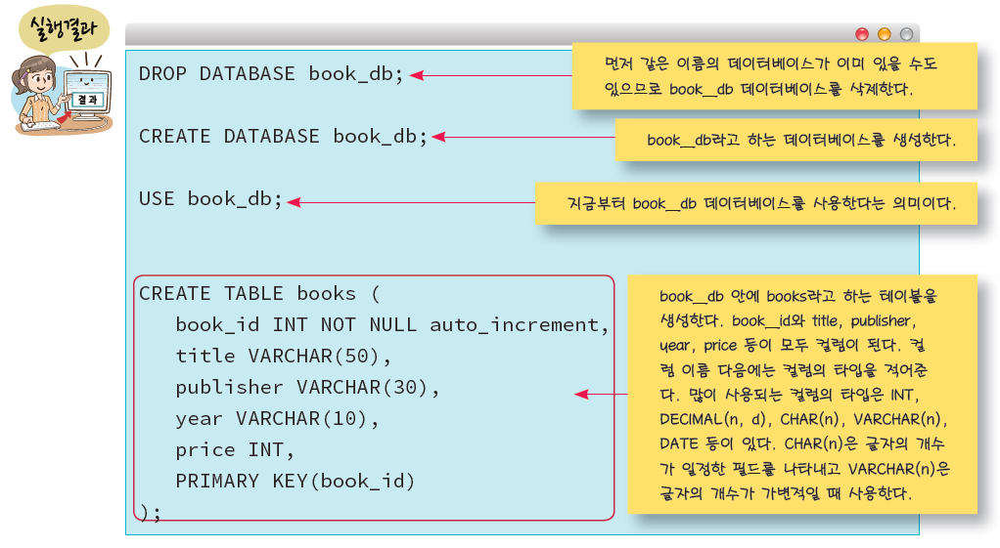 실행결과
결과
DROP DATABASE book_db;
먼저 같은 이름의 데이터베이스가 이미 있을 수도
있으므로 book_db 데이터베이스를 삭제한다.
CREATE DATABASE book_db;
book_db라고 하는 데이터베이스를 생성한다.
USE book_db;
지금부터 book_db 데이터베이스를 사용한다는 의미이다.
CREATE TABLE books (
book_id INT NOT NULL auto_increment,
title VARCHAR(50),
publisher VARCHAR(30),
year VARCHAR(10),
price INT,
PRIMARY KEY(book_id)
);
book_db 안에 books라고 하는 테이블을
생성한다. book_id와 title, publisher,
year, price 등이 모두 컬럼이 된다. 컬
럼 이름 다음에는 컬럼의 타입을 적어준
다. 많이 사용되는 컬럼의 타입은 INT,
DECIMAL(n, d), CHAR(n), VARCHAR(n),
DATE 등이 있다. CHAR(n)은 글자의 개수
가 일정한 필드를 나타내고 VARCHAR(n)은
글자의 개수가 가변적일 때 사용한다.